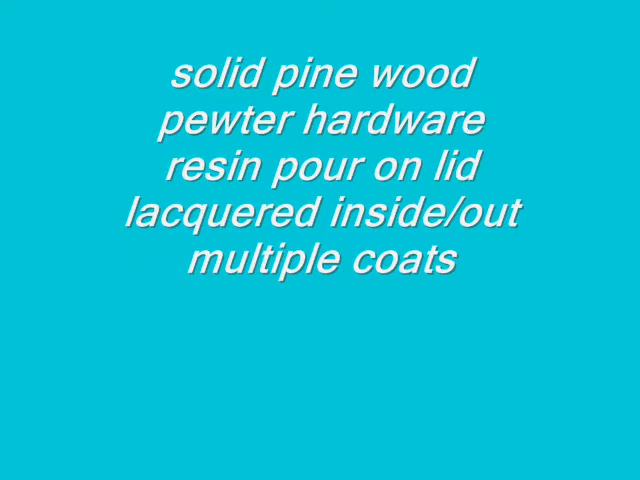 solid pine wood
pewter hardware
resin pour on lid
lacquered inside/out
multiple coats